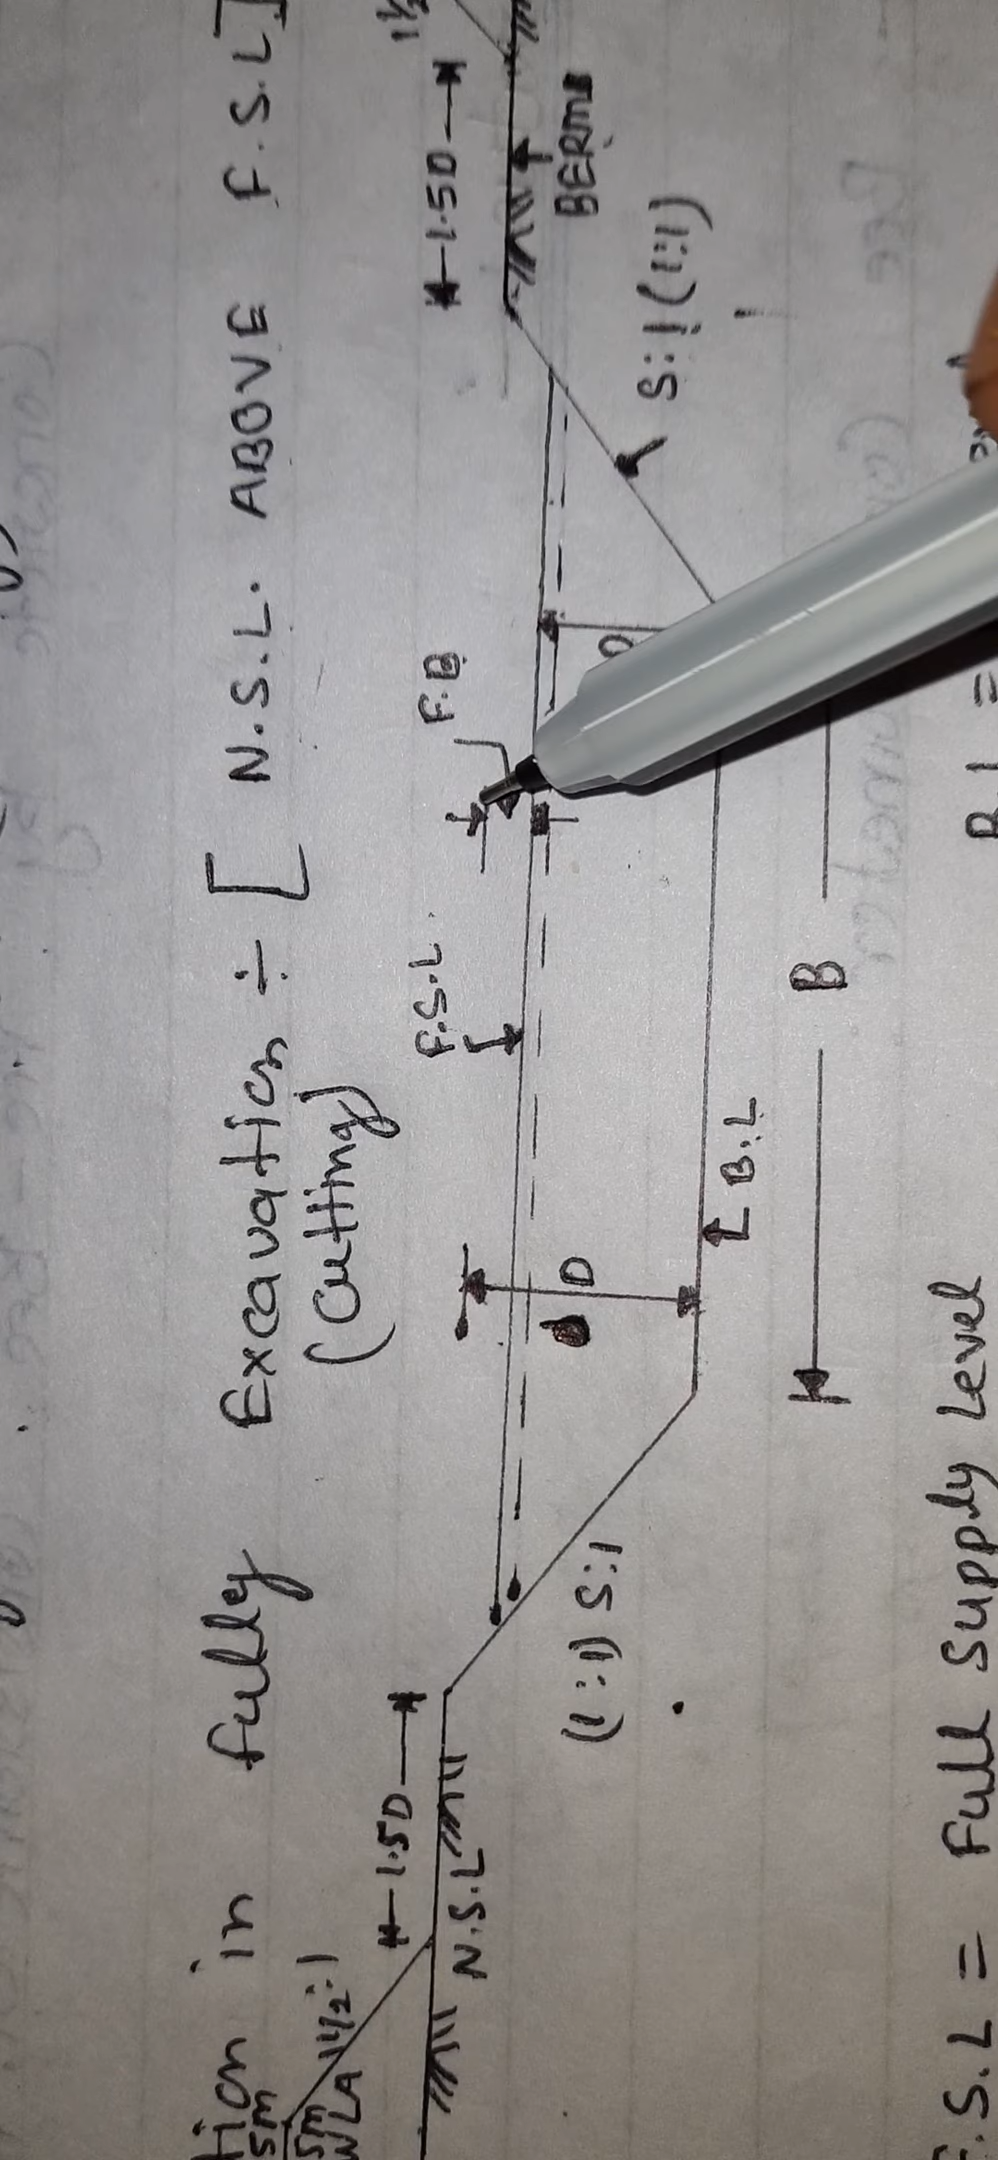 tion in fully Excavation ÷ [N.S.L. ABOVE F.S.L]
(Cutting)
5m
5m
WLA 1½:1
1.5D
F.S.L
F.B
1.5D
1½
N.S.L
D
D
BERM
(1:1) S:1
B.L
S:1 (1:1)
B
F.S.L = Full Supply Level
B.L =